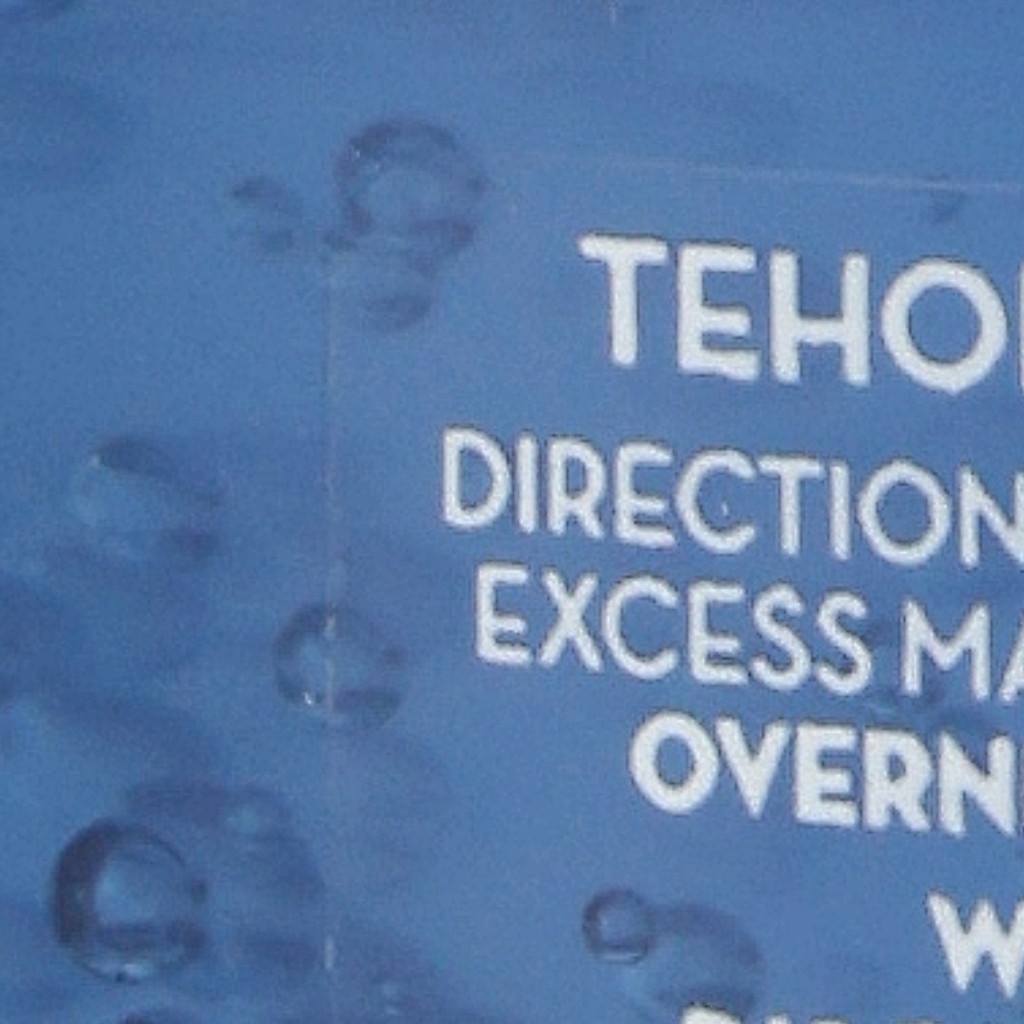 TEHO
DIRECTION
EXCESS MA
OVERN
W